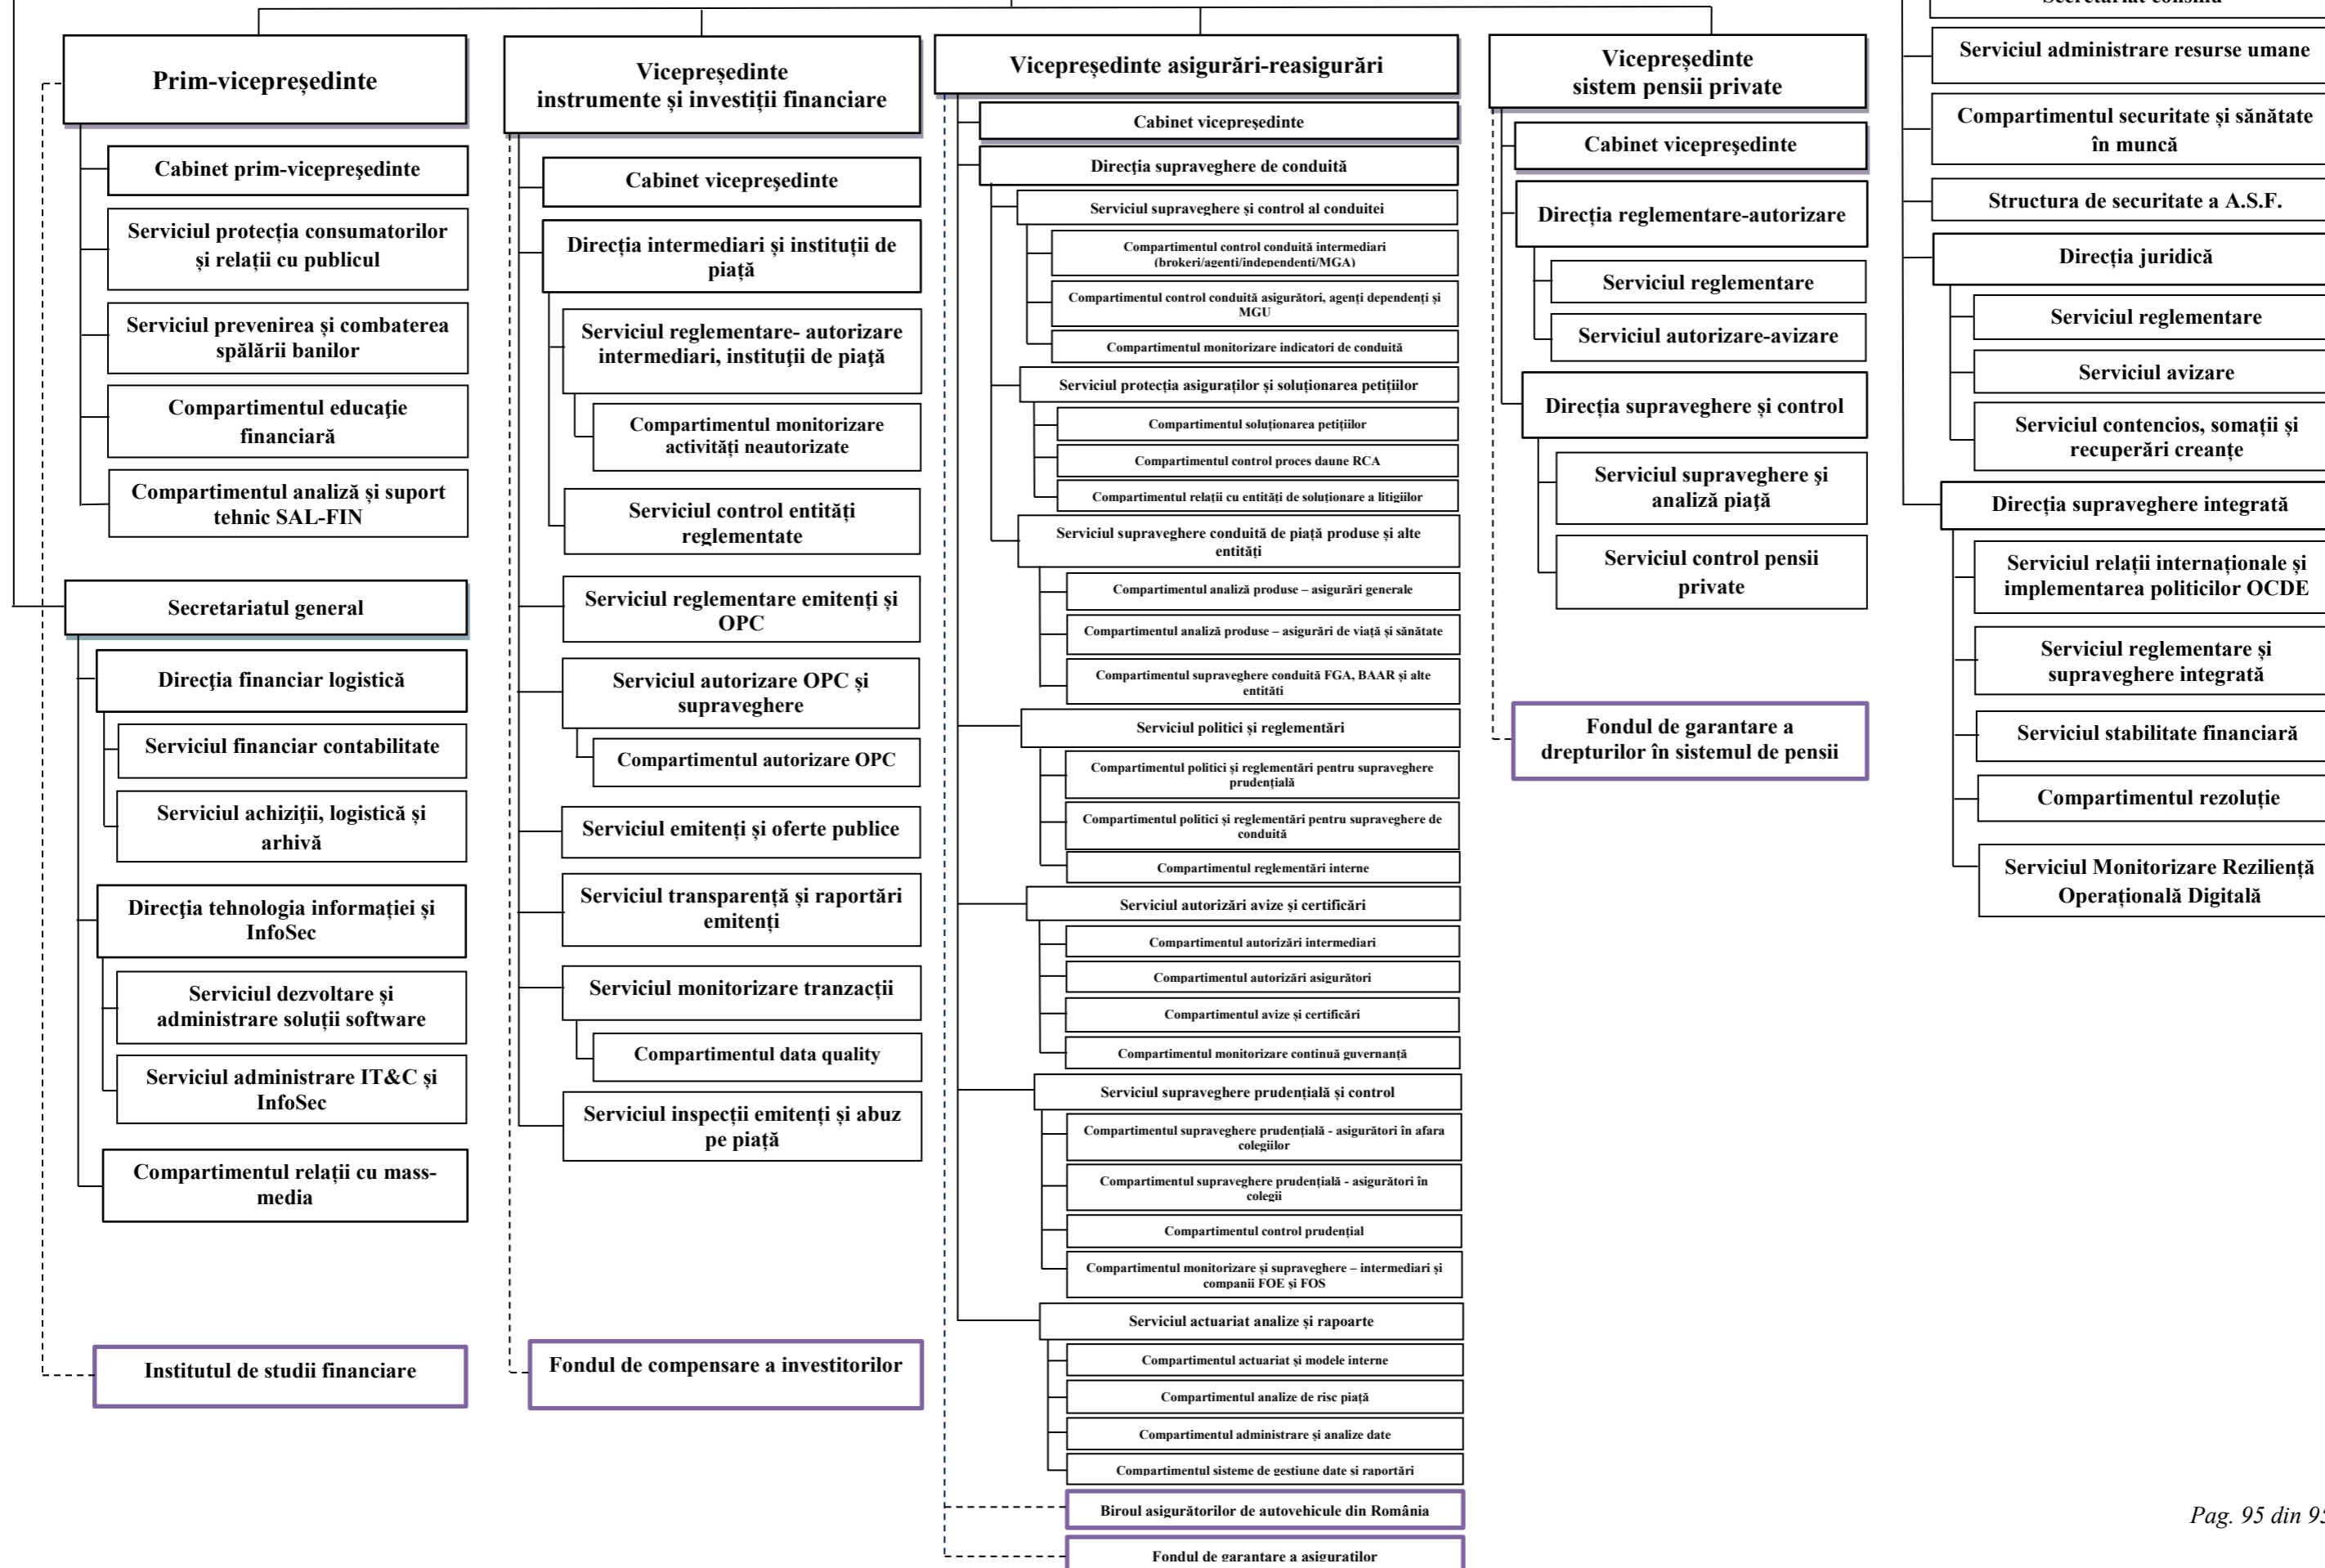 Prim-vicepreședinte
Cabinet prim-vicepreşedinte
Serviciul protecția consumatorilor
și relații cu publicul
Serviciul prevenirea și combaterea
spălării banilor
Compartimentul educaţie
financiară
Compartimentul analiză și suport
tehnic SAL-FIN
Secretariatul general
Direcţia financiar logistică
Serviciul financiar contabilitate
Serviciul achiziţii, logistică și
arhivă
Direcţia tehnologia informației și
InfoSec
Serviciul dezvoltare și
administrare soluții software
Serviciul administrare IT&C și
InfoSec
Compartimentul relații cu mass-
media
Institutul de studii financiare
Vicepreședinte
instrumente și investiții financiare
Cabinet vicepreşedinte
Direcția intermediari și instituții de
piață
Serviciul reglementare- autorizare
intermediari, instituţii de piaţă
Compartimentul monitorizare
activități neautorizate
Serviciul control entități
reglementate
Serviciul reglementare emitenți și
OPC
Serviciul autorizare OPC și
supraveghere
Compartimentul autorizare OPC
Serviciul emitenți și oferte publice
Serviciul transparență și raportări
emitenți
Serviciul monitorizare tranzacții
Compartimentul data quality
Serviciul inspecții emitenți și abuz
pe piață
Fondul de compensare a investitorilor
Vicepreședinte asigurări-reasigurări
Cabinet vicepreședinte
Direcția supraveghere de conduită
Serviciul supraveghere și control al conduitei
Compartimentul control conduită intermediari
(brokeri/agenti/independenti/MGA)
Compartimentul control conduită asigurători, agenți dependenți și
MGU
Compartimentul monitorizare indicatori de conduită
Serviciul protecția asiguraților și soluționarea petițiilor
Compartimentul soluționarea petițiilor
Compartimentul control proces daune RCA
Compartimentul relații cu entități de soluționare a litigiilor
Serviciul supraveghere conduită de piață produse și alte
entități
Compartimentul analiză produse – asigurări generale
Compartimentul analiză produse – asigurări de viață și sănătate
Compartimentul supraveghere conduită FGA, BAAR și alte
entități
Serviciul politici și reglementări
Compartimentul politici și reglementări pentru supraveghere
prudențială
Compartimentul politici și reglementări pentru supraveghere de
conduită
Compartimentul reglementări interne
Serviciul autorizări avize și certificări
Compartimentul autorizări intermediari
Compartimentul autorizări asigurători
Compartimentul avize și certificări
Compartimentul monitorizare continuă guvernanță
Serviciul supraveghere prudențială și control
Compartimentul supraveghere prudențială - asigurători în afara
colegiilor
Compartimentul supraveghere prudențială - asigurători în
colegii
Compartimentul control prudențial
Compartimentul monitorizare și supraveghere – intermediari și
companii FOE și FOS
Serviciul actuariat analize și rapoarte
Compartimentul actuariat și modele interne
Compartimentul analize de risc piață
Compartimentul administrare și analize date
Compartimentul sisteme de gestiune date si raportări
Biroul asigurătorilor de autovehicule din România
Fondul de garantare a asiguraților
Vicepreședinte
sistem pensii private
Cabinet vicepreşedinte
Direcția reglementare-autorizare
Serviciul reglementare
Serviciul autorizare-avizare
Direcția supraveghere și control
Serviciul supraveghere şi
analiză piaţă
Serviciul control pensii
private
Fondul de garantare a
drepturilor în sistemul de pensii
Serviciul administrare resurse umane
Compartimentul securitate și sănătate
în muncă
Structura de securitate a A.S.F.
Direcția juridică
Serviciul reglementare
Serviciul avizare
Serviciul contencios, somații și
recuperări creanțe
Direcția supraveghere integrată
Serviciul relații internaționale și
implementarea politicilor OCDE
Serviciul reglementare și
supraveghere integrată
Serviciul stabilitate financiară
Compartimentul rezoluție
Serviciul Monitorizare Reziliență
Operațională Digitală
Pag. 95 din 95